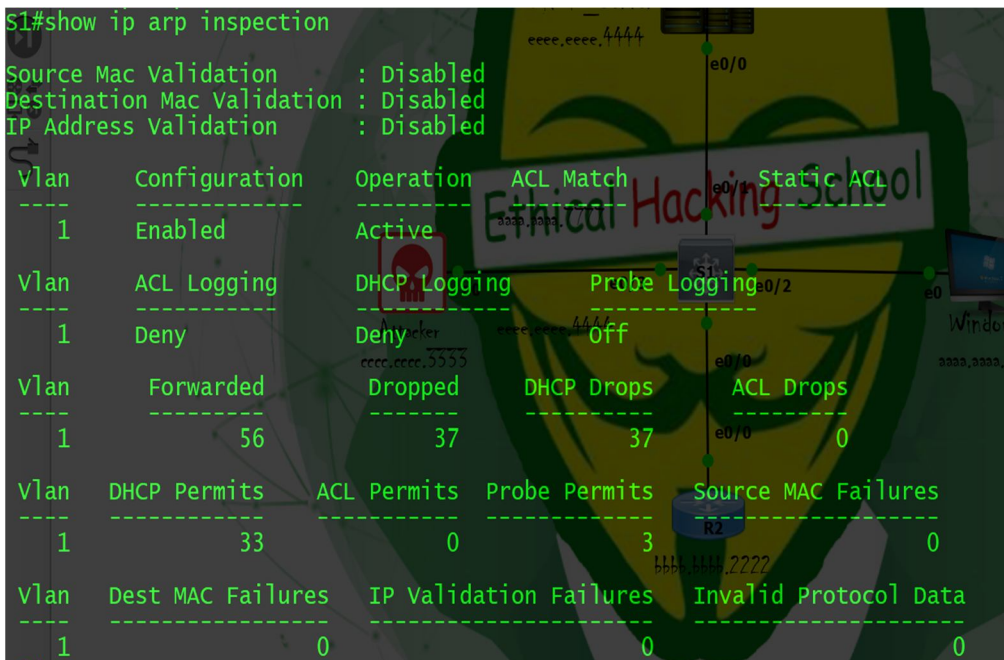 S1#show ip arp inspection
eeee.eeee.4444
e0/0
Source Mac Validation : Disabled
Destination Mac Validation : Disabled
IP Address Validation : Disabled
Vlan Configuration Operation ACL Match Static ACL
---- ------------- --------- --------- ----------
1 Enabled Active
Ethical Hacking School
e0/1
S1
e0/2
e0
Vlan ACL Logging DHCP Logging Probe Logging
---- ----------- ------------ -------------
1 Deny Deny Off
Attacker
cccc.cccc.3333
eeee.eeee.4444
e0/0
Vlan Forwarded Dropped DHCP Drops ACL Drops
---- --------- ------- ---------- ---------
1 56 37 37 0
e0/0
Vlan DHCP Permits ACL Permits Probe Permits Source MAC Failures
---- ------------ ----------- ------------- -------------------
1 33 0 3 0
R2
bbbb.bbbb.2222
Vlan Dest MAC Failures IP Validation Failures Invalid Protocol Data
---- ----------------- ---------------------- ---------------------
1 0 0 0